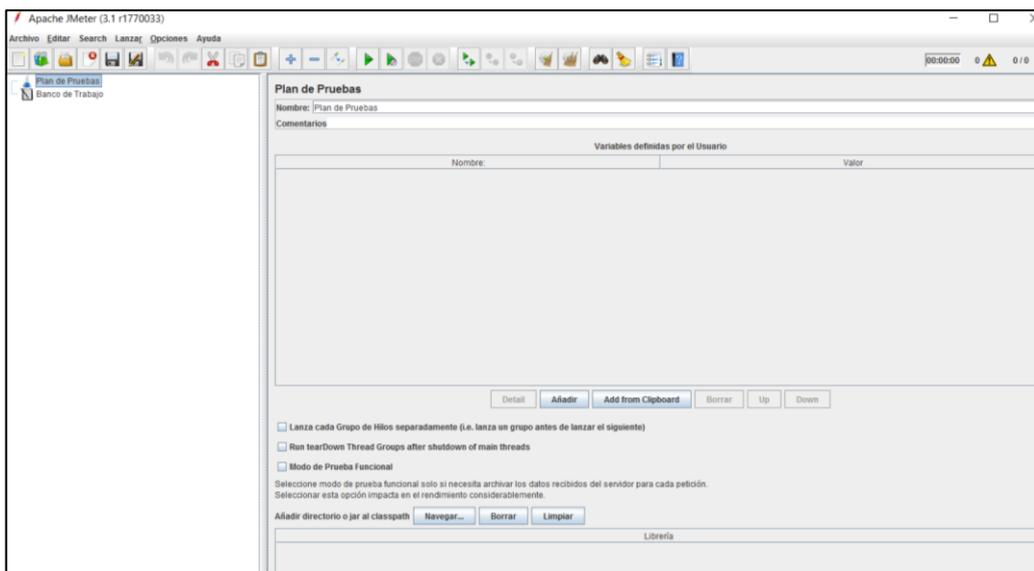 Apache JMeter (3.1 r1770033)
Archivo Editar Search Lanzar Opciones Ayuda
00:00:00 0 0 / 0
Plan de Pruebas
Banco de Trabajo
Plan de Pruebas
Nombre: Plan de Pruebas
Comentarios
Variables definidas por el Usuario
Nombre: Valor
Detail Añadir Add from Clipboard Borrar Up Down
Lanza cada Grupo de Hilos separadamente (i.e. lanza un grupo antes de lanzar el siguiente)
Run tearDown Thread Groups after shutdown of main threads
Modo de Prueba Funcional
Seleccione modo de prueba funcional solo si necesita archivar los datos recibidos del servidor para cada petición.
Seleccionar esta opción impacta en el rendimiento considerablemente.
Añadir directorio o jar al classpath Navegar... Borrar Limpiar
Librería